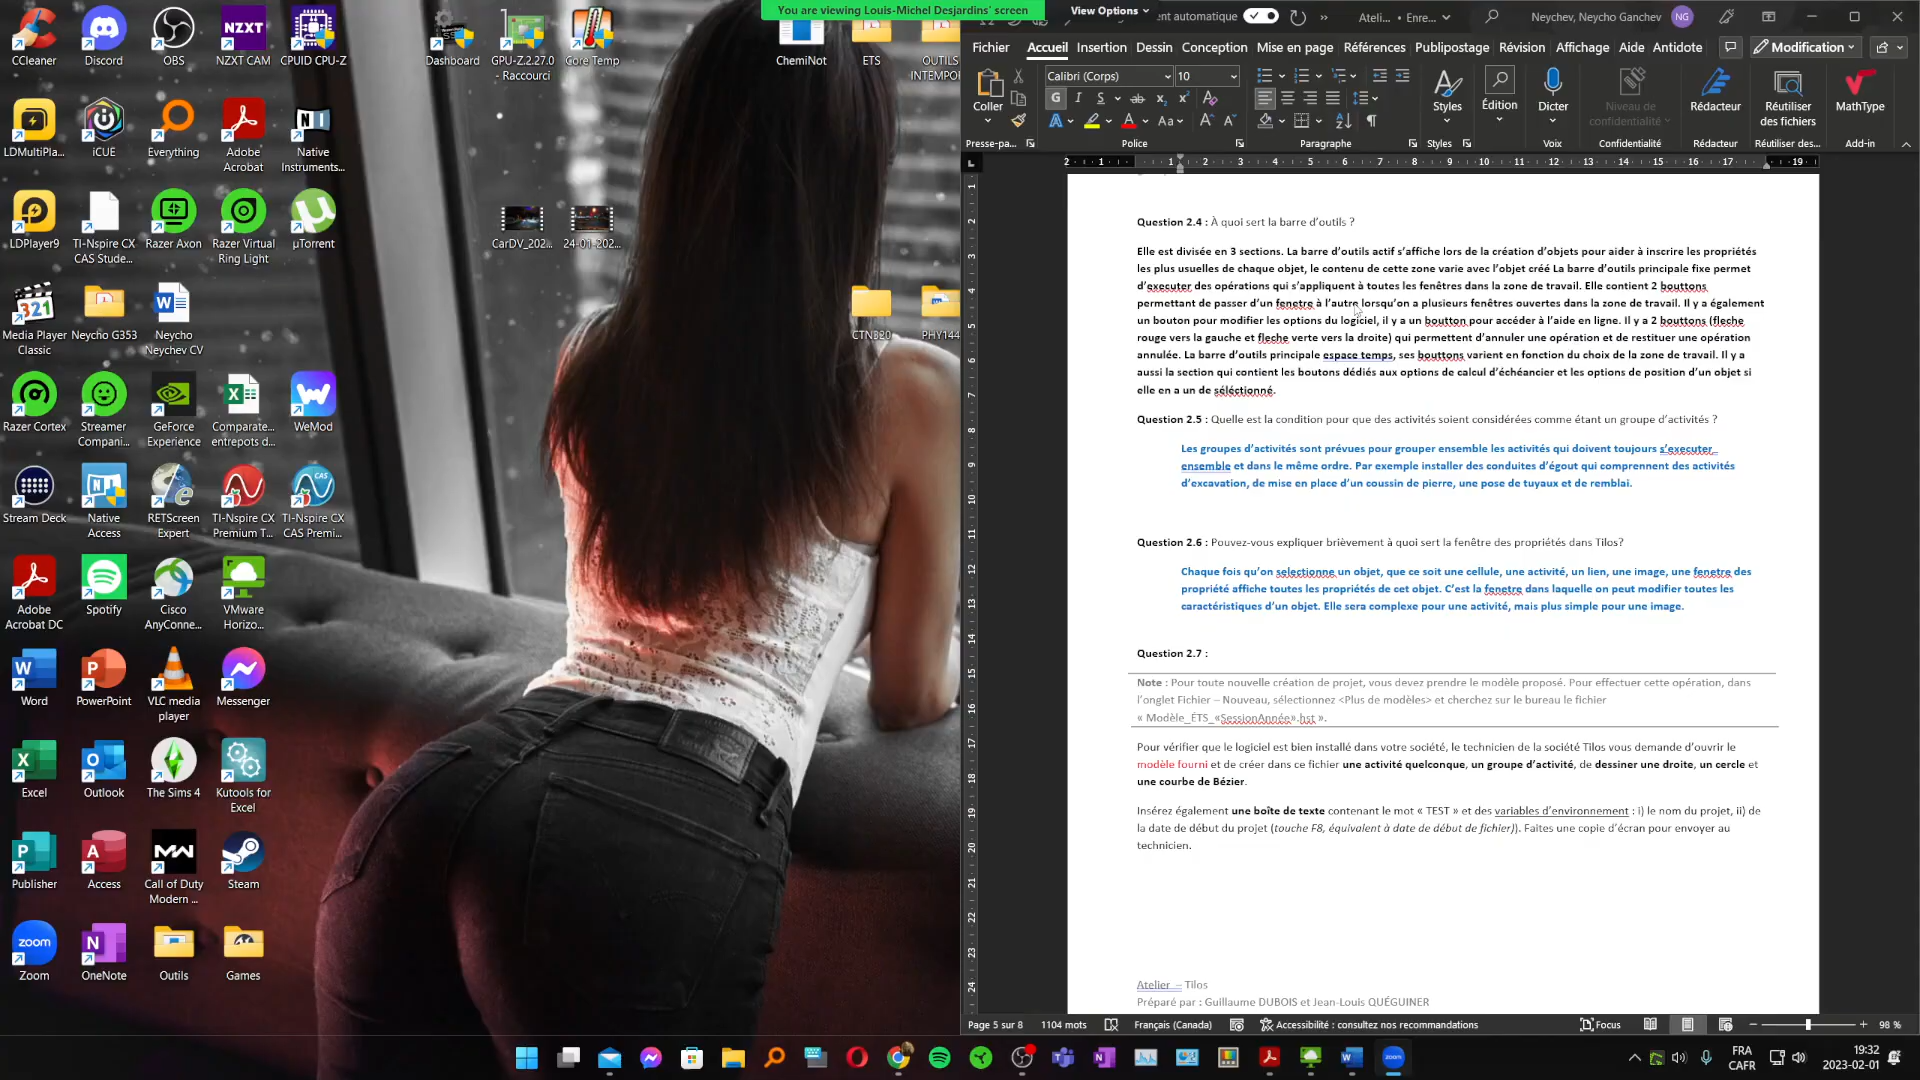 You are viewing Louis-Michel Desjardins' screen
View Options
nt automatique
Ateli... • Enre...
Neychev, Neycho Ganchev
NG
Fichier
Accueil
Insertion
Dessin
Conception
Mise en page
Références
Publipostage
Révision
Affichage
Aide
Antidote
Modification
Coller
Calibri (Corps)
10
Styles
Édition
Dicter
Niveau de confidentialité
Rédacteur
Réutiliser des fichiers
MathType
Presse-pa...
Police
Paragraphe
Styles
Voix
Confidentialité
Rédacteur
Réutiliser des...
Add-in
CCleaner
Discord
OBS
NZXT CAM
CPUID CPU-Z
Dashboard
GPU-Z.2.27.0 - Raccourci
Core Temp
ChemiNot
ETS
OUTILS INTEMPOR
LDMultiPla...
iCUE
Everything
Adobe Acrobat
Native Instruments...
LDPlayer9
TI-Nspire CX CAS Stude...
Razer Axon
Razer Virtual Ring Light
µTorrent
CarDV_202...
24-01-202...
Media Player Classic
Neycho G353
Neycho Neychev CV
CTN320
PHY144
Razer Cortex
Streamer Compani...
GeForce Experience
Comparate... entrepots d...
WeMod
Stream Deck
Native Access
RETScreen Expert
TI-Nspire CX Premium T...
TI-Nspire CX CAS Premi...
Adobe Acrobat DC
Spotify
Cisco AnyConne...
VMware Horizo...
Word
PowerPoint
VLC media player
Messenger
Excel
Outlook
The Sims 4
Kutools for Excel
Publisher
Access
Call of Duty Modern ...
Steam
Zoom
OneNote
Outils
Games
Question 2.4 : À quoi sert la barre d'outils ?
Elle est divisée en 3 sections. La barre d'outils actif s'affiche lors de la création d'objets pour aider à inscrire les propriétés
les plus usuelles de chaque objet, le contenu de cette zone varie avec l'objet créé La barre d'outils principale fixe permet
d'executer des opérations qui s'appliquent à toutes les fenêtres dans la zone de travail. Elle contient 2 bouttons
permettant de passer d'un fenetre à l'autre lorsqu'on a plusieurs fenêtres ouvertes dans la zone de travail. Il y a également
un bouton pour modifier les options du logiciel, il y a un boutton pour accéder à l'aide en ligne. Il y a 2 bouttons (fleche
rouge vers la gauche et fleche verte vers la droite) qui permettent d'annuler une opération et de restituer une opération
annulée. La barre d'outils principale espace temps, ses bouttons varient en fonction du choix de la zone de travail. Il y a
aussi la section qui contient les boutons dédiés aux options de calcul d'échéancier et les options de position d'un objet si
elle en a un de séléctionné.
Question 2.5 : Quelle est la condition pour que des activités soient considérées comme étant un groupe d'activités ?
Les groupes d'activités sont prévues pour grouper ensemble les activités qui doivent toujours s'executer
ensemble et dans le même ordre. Par exemple installer des conduites d'égout qui comprennent des activités
d'excavation, de mise en place d'un coussin de pierre, une pose de tuyaux et de remblai.
Question 2.6 : Pouvez-vous expliquer brièvement à quoi sert la fenêtre des propriétés dans Tilos?
Chaque fois qu'on selectionne un objet, que ce soit une cellule, une activité, un lien, une image, une fenetre des
propriété affiche toutes les propriétés de cet objet. C'est la fenetre dans laquelle on peut modifier toutes les
caractéristiques d'un objet. Elle sera complexe pour une activité, mais plus simple pour une image.
Question 2.7 :
Note : Pour toute nouvelle création de projet, vous devez prendre le modèle proposé. Pour effectuer cette opération, dans
l'onglet Fichier – Nouveau, sélectionnez <Plus de modèles> et cherchez sur le bureau le fichier
« Modèle_ÉTS_«SessionAnnée».hst ».
Pour vérifier que le logiciel est bien installé dans votre société, le technicien de la société Tilos vous demande d'ouvrir le
modèle fourni et de créer dans ce fichier une activité quelconque, un groupe d'activité, de dessiner une droite, un cercle et
une courbe de Bézier.
Insérez également une boîte de texte contenant le mot « TEST » et des variables d'environnement : i) le nom du projet, ii) de
la date de début du projet (touche F8, équivalent à date de début de fichier)). Faites une copie d'écran pour envoyer au
technicien.
Atelier – Tilos
Préparé par : Guillaume DUBOIS et Jean-Louis QUÉGUINER
Page 5 sur 8
1104 mots
Français (Canada)
Accessibilité : consultez nos recommandations
Focus
98 %
FRA
CAFR
19:32
2023-02-01